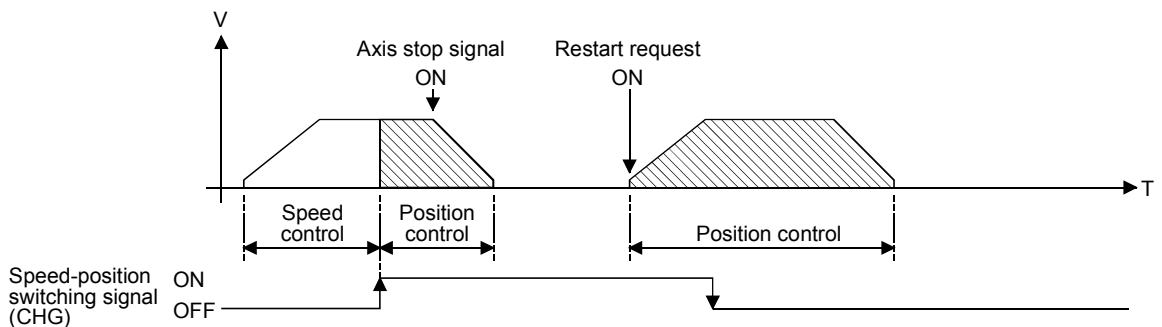 V
Axis stop signal
ON
Restart request
ON
T
Speed
control
Position
control
Position control
Speed-position
switching signal
(CHG)
ON
OFF